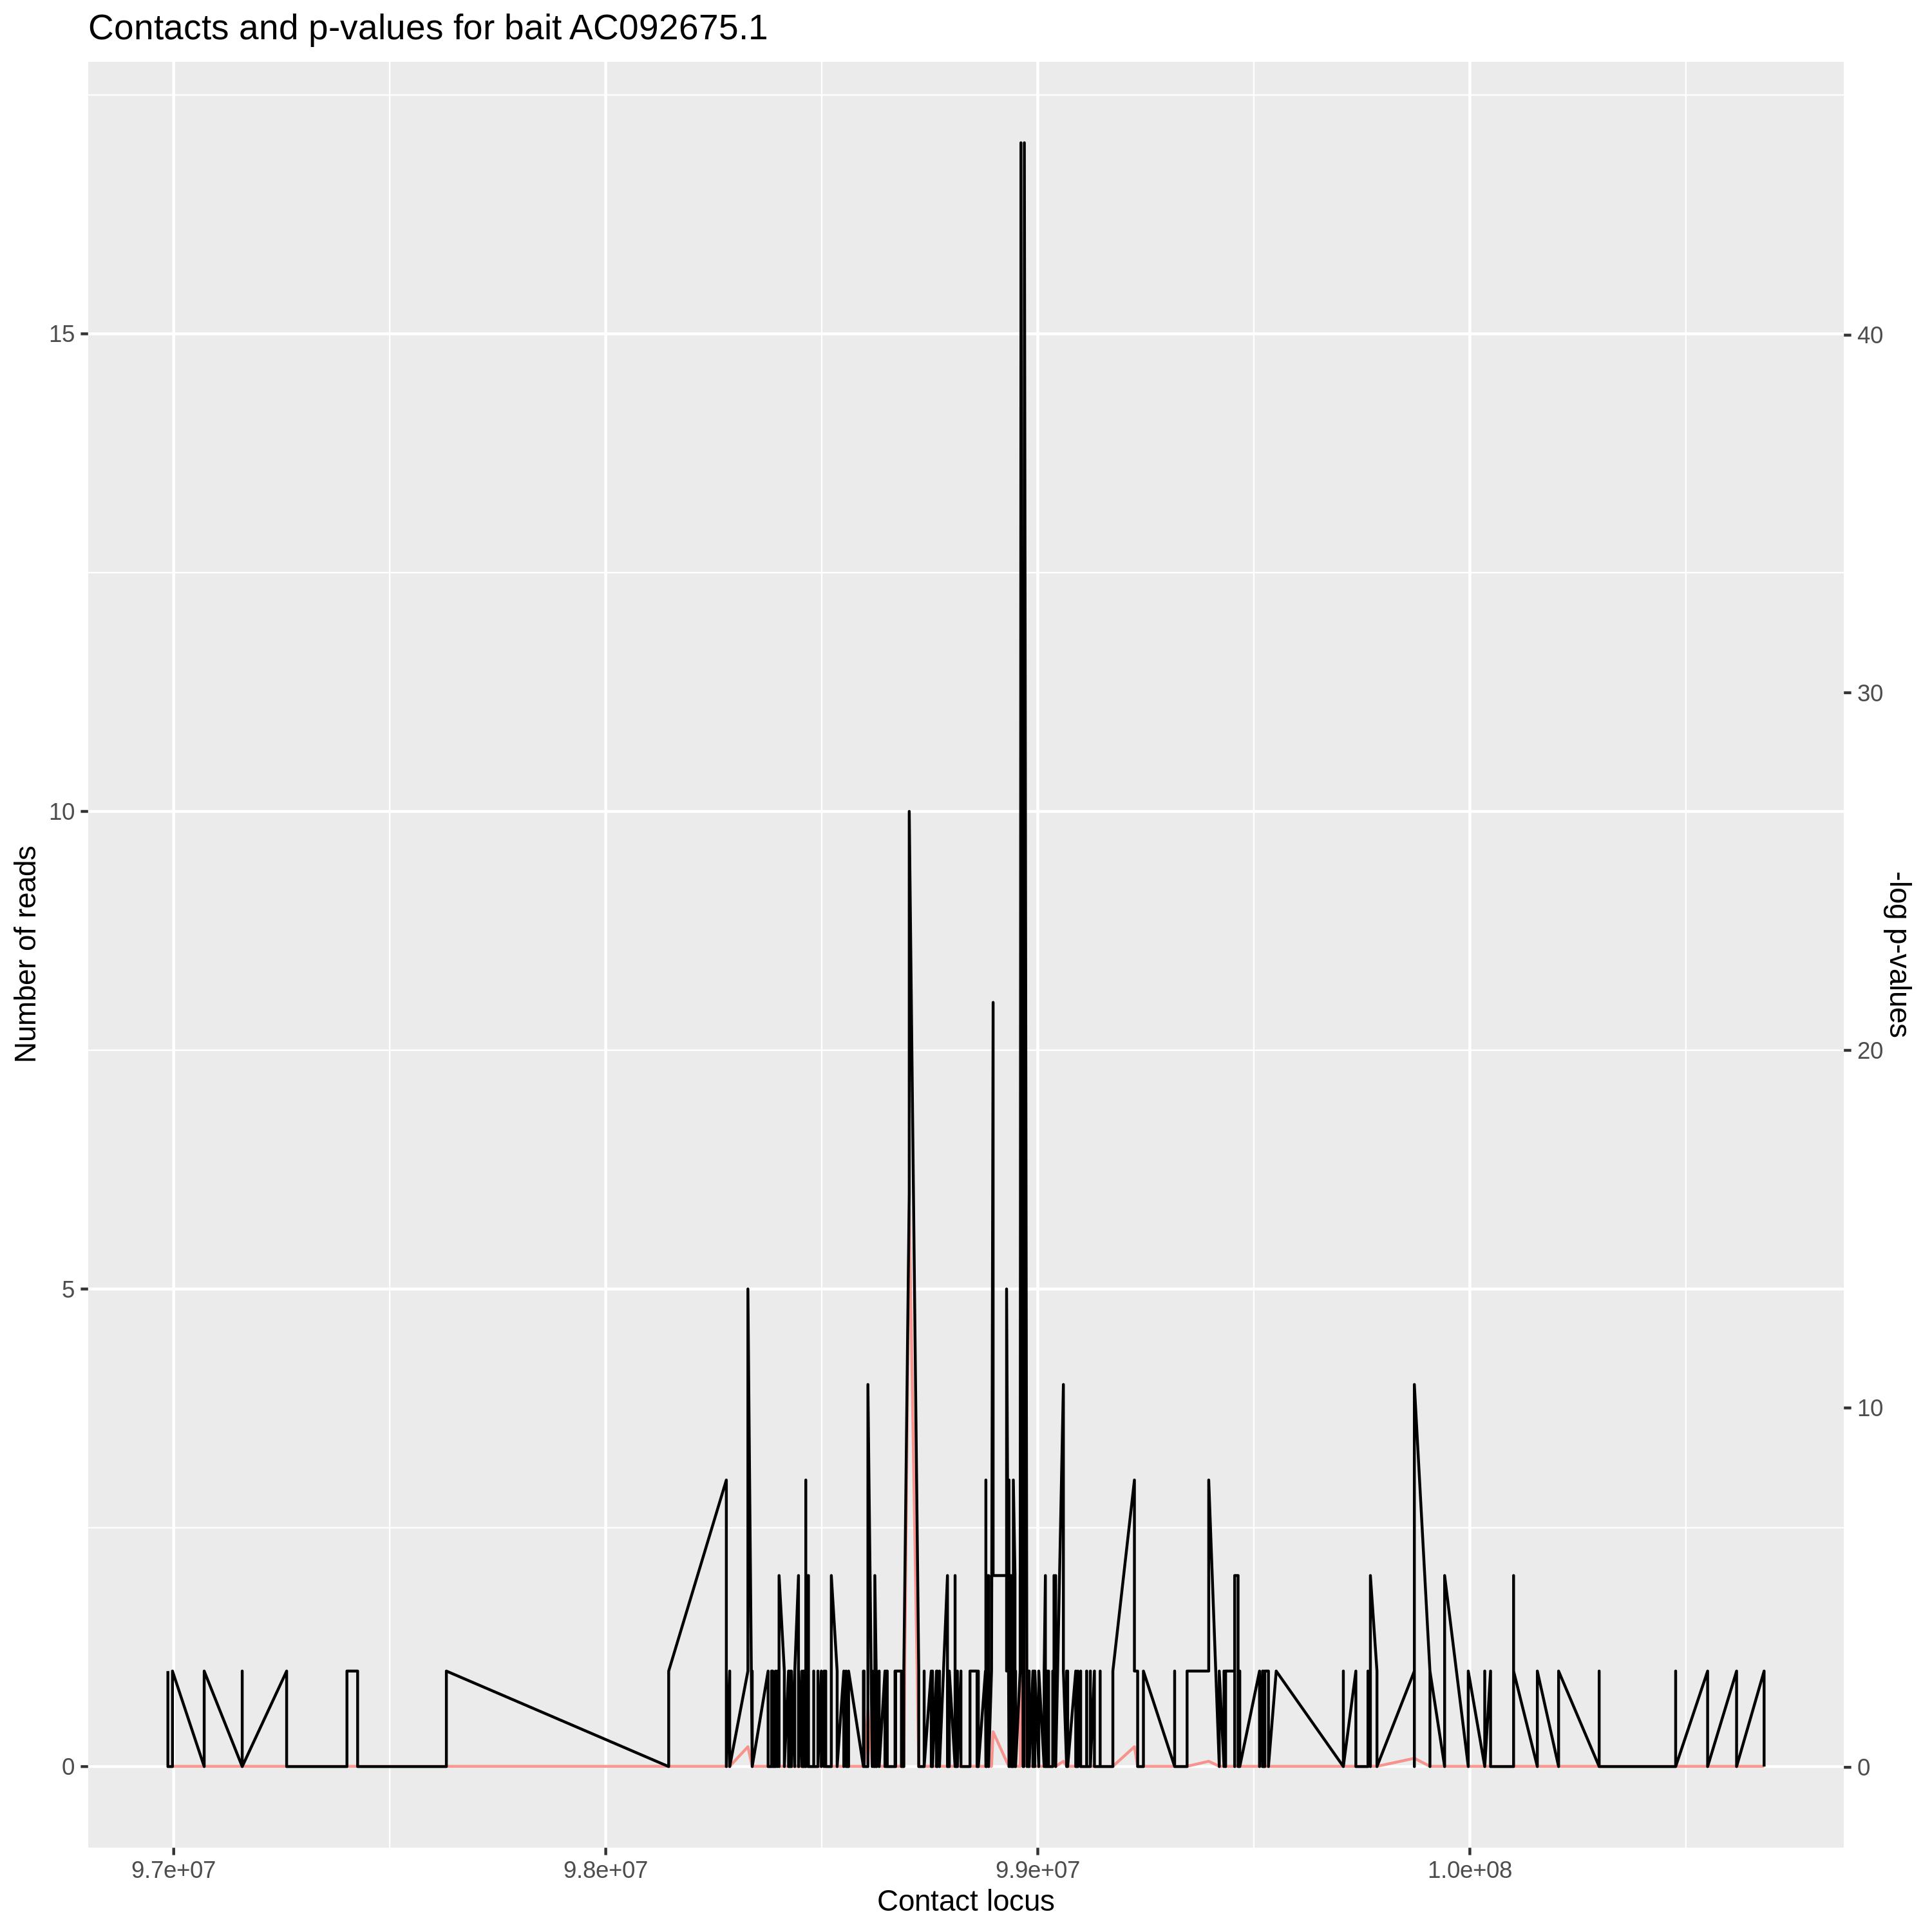 Contacts and p-values for bait AC092675.1
15
10
5
0
Number of reads
40
30
20
10
0
-log p-values
9.7e+07
9.8e+07
9.9e+07
1.0e+08
Contact locus